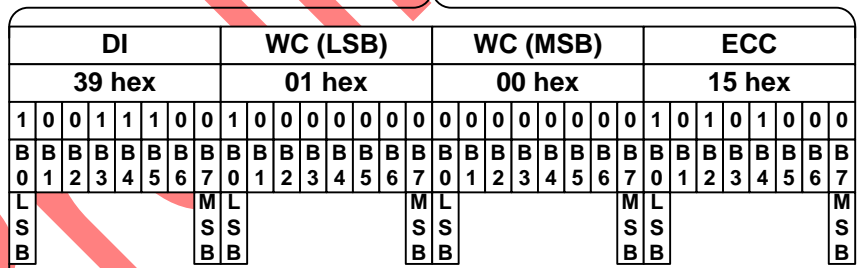 DI WC (LSB) WC (MSB) ECC
39 hex 01 hex 00 hex 15 hex
1 0 0 1 1 1 0 0 1 0 0 0 0 0 0 0 0 0 0 0 0 0 0 0 1 0 1 0 1 0 0 0
B B B B B B B B B B B B B B B B B B B B B B B B B B B B B B B B
0 1 2 3 4 5 6 7 0 1 2 3 4 5 6 7 0 1 2 3 4 5 6 7 0 1 2 3 4 5 6 7
L M L M L M L M
S S S S S S S S
B B B B B B B B